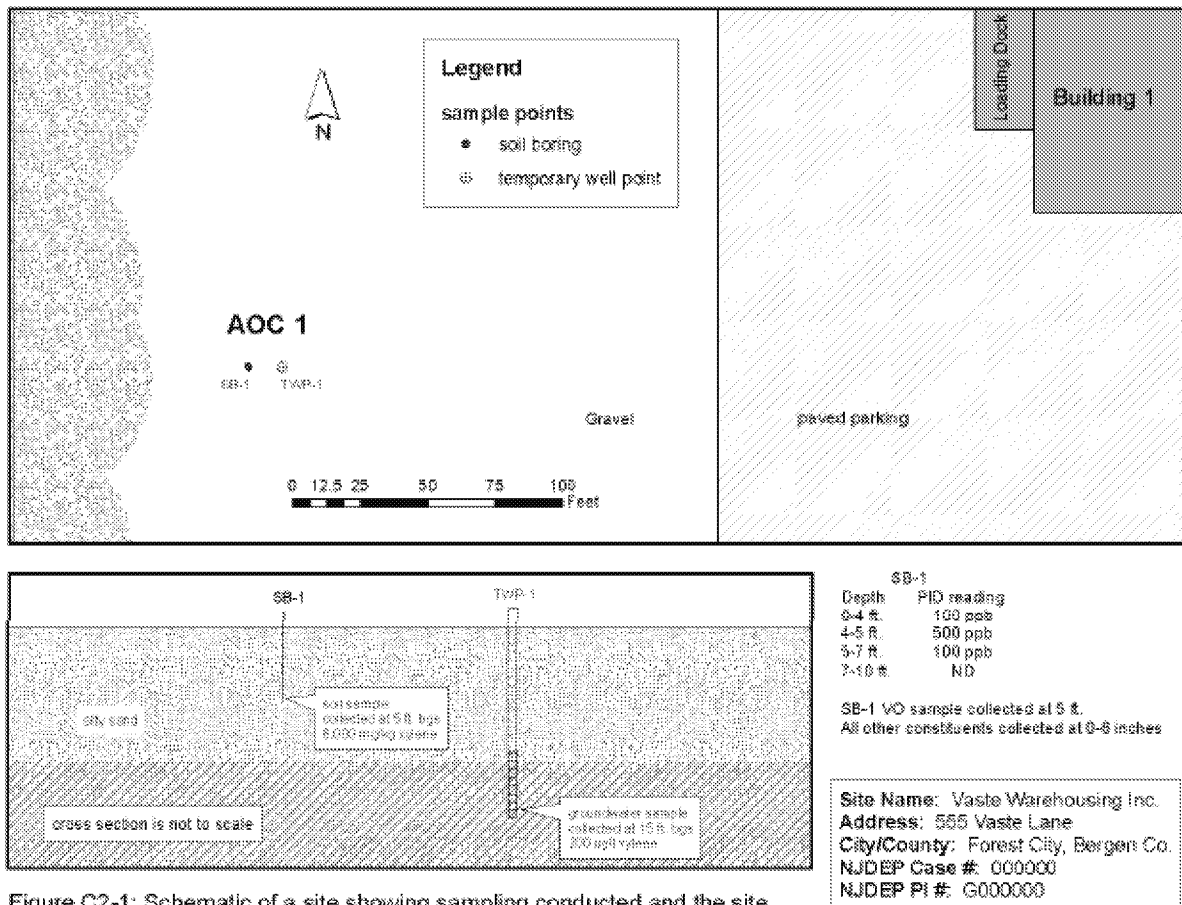 Legend
sample points
soil boring
temporary well point
N
Loading Dock
Building 1
AOC 1
SB-1 TWP-1
Gravel
paved parking
0 12.5 25 50 75 100
Feet
SB-1
TWP-1
silty sand
soil sample
collected at 5 ft. bgs
6,000 mg/kg xylene
cross section is not to scale
groundwater sample
collected at 15 ft. bgs
200 µg/l xylene
SB-1
Depth PID reading
0-4 ft. 100 ppb
4-5 ft. 500 ppb
5-7 ft. 100 ppb
7-10 ft. ND
SB-1 VO sample collected at 5 ft.
All other constituents collected at 0-6 inches
Site Name: Vaste Warehousing Inc.
Address: 555 Vaste Lane
City/County: Forest City, Bergen Co.
NJDEP Case #: 000000
NJDEP PI #: G000000
Figure C2-1: Schematic of a site showing sampling conducted and the site